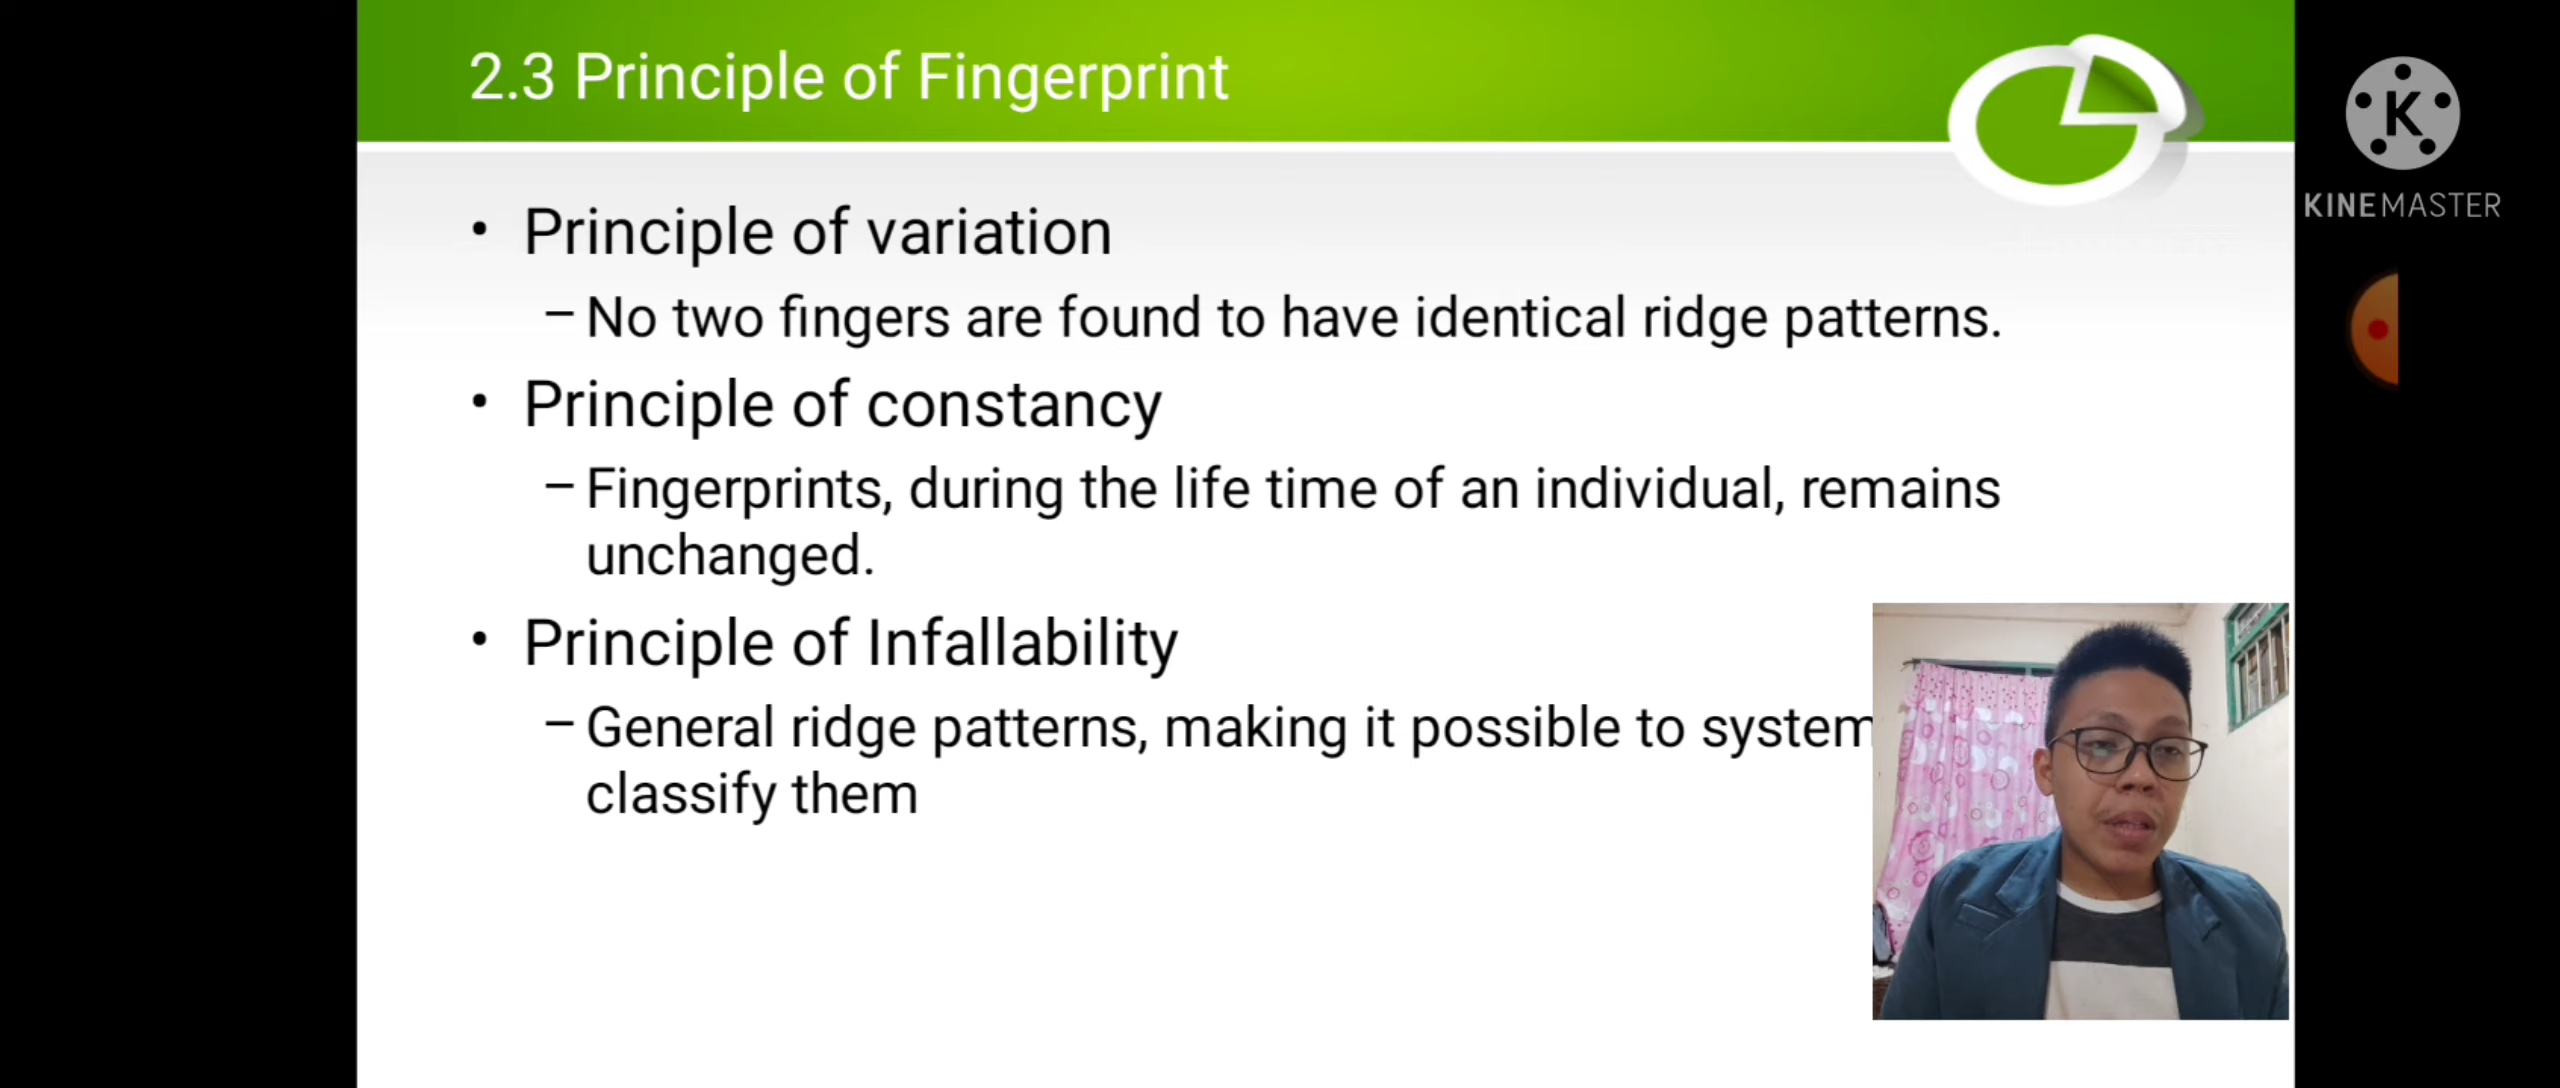 2.3 Principle of Fingerprint
K
KINEMASTER
• Principle of variation
– No two fingers are found to have identical ridge patterns.
• Principle of constancy
– Fingerprints, during the life time of an individual, remains
unchanged.
• Principle of Infallability
– General ridge patterns, making it possible to system
classify them